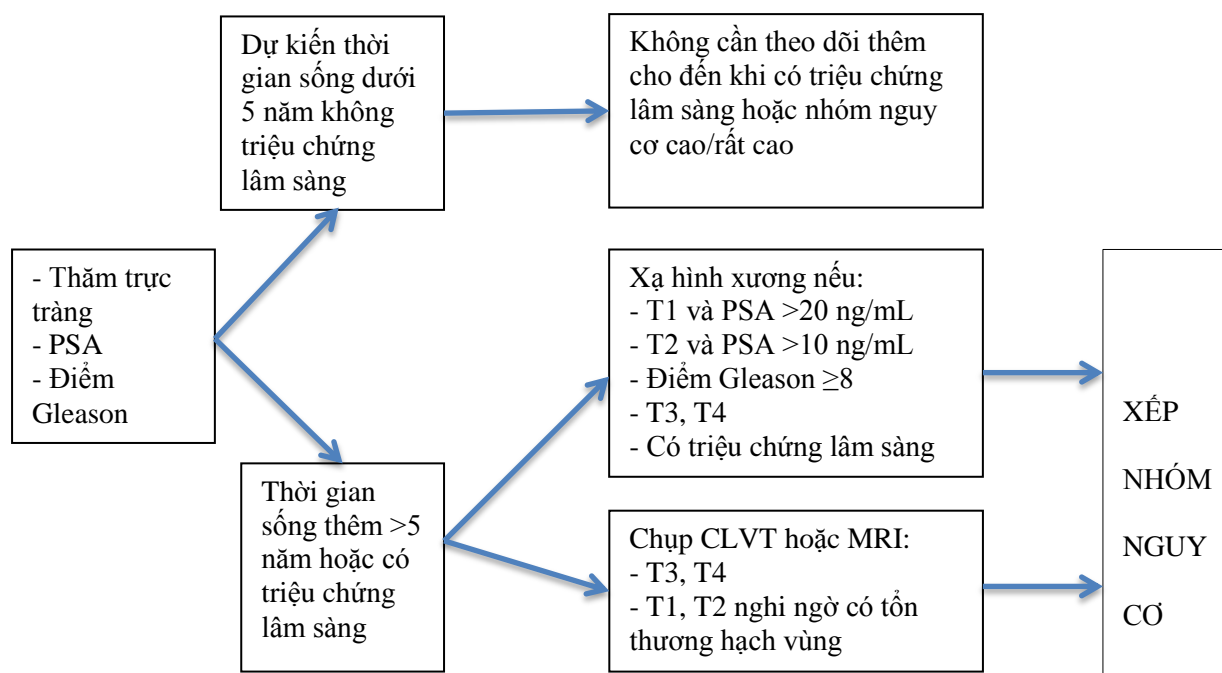 Dự kiến thời
gian sống dưới
5 năm không
triệu chứng
lâm sàng
Không cần theo dõi thêm
cho đến khi có triệu chứng
lâm sàng hoặc nhóm nguy
cơ cao/rất cao
- Thăm trực
tràng
- PSA
- Điểm
Gleason
Xạ hình xương nếu:
- T1 và PSA >20 ng/mL
- T2 và PSA >10 ng/mL
- Điểm Gleason ≥8
- T3, T4
- Có triệu chứng lâm sàng
Thời gian
sống thêm >5
năm hoặc có
triệu chứng
lâm sàng
Chụp CLVT hoặc MRI:
- T3, T4
- T1, T2 nghi ngờ có tổn
thương hạch vùng
XẾP
NHÓM
NGUY
CƠ